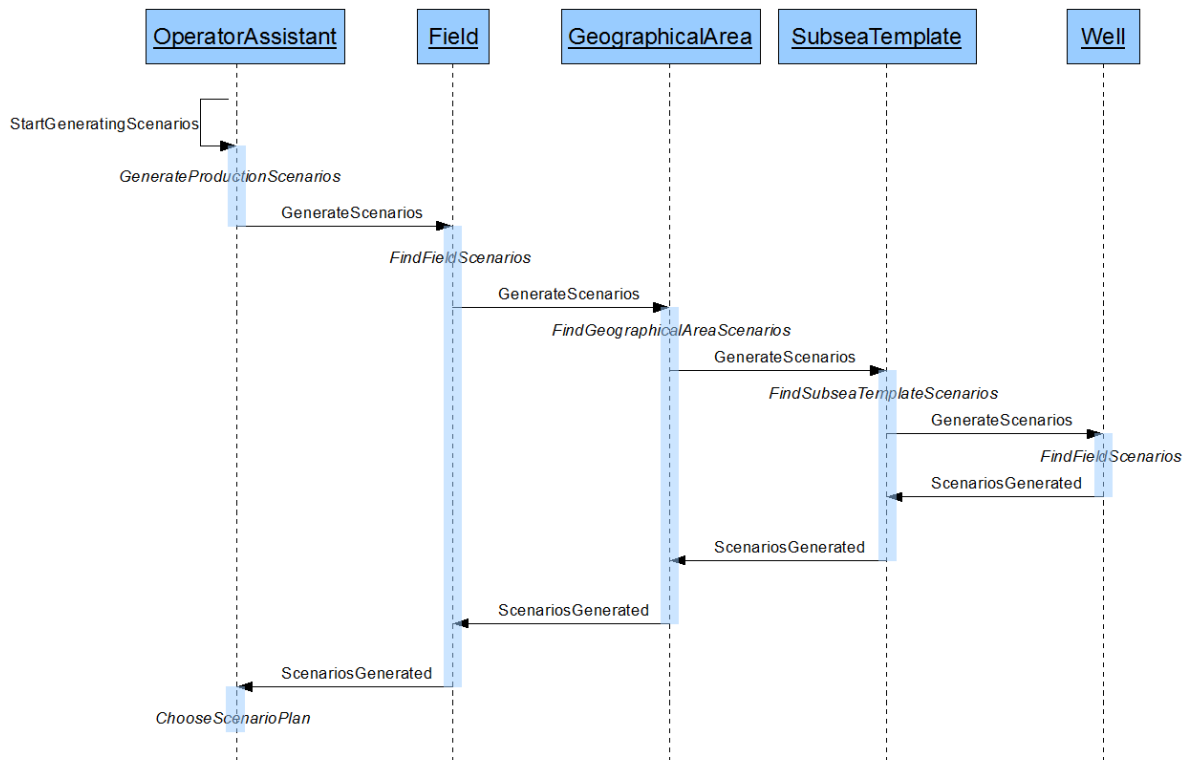 OperatorAssistant
Field
GeographicalArea
SubseaTemplate
Well
StartGeneratingScenarios
GenerateProductionScenarios
GenerateScenarios
FindFieldScenarios
GenerateScenarios
FindGeographicalAreaScenarios
GenerateScenarios
FindSubseaTemplateScenarios
GenerateScenarios
FindFieldScenarios
ScenariosGenerated
ScenariosGenerated
ScenariosGenerated
ScenariosGenerated
ChooseScenarioPlan